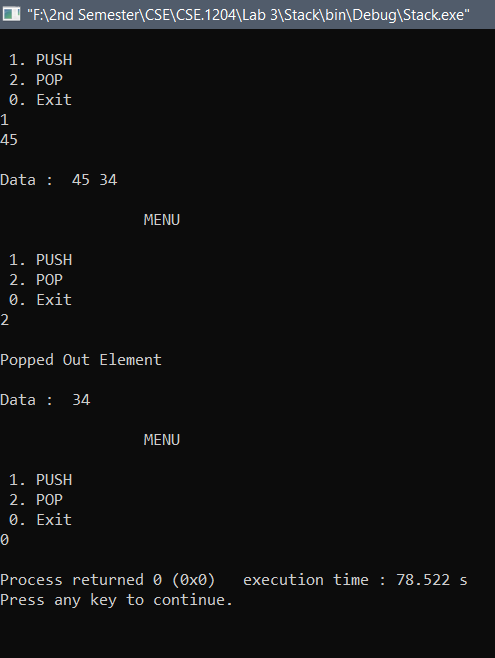 "F:\2nd Semester\CSE\CSE.1204\Lab 3\Stack\bin\Debug\Stack.exe"
1. PUSH
2. POP
0. Exit
1
45
Data :  45 34
MENU
1. PUSH
2. POP
0. Exit
2
Popped Out Element
Data :  34
MENU
1. PUSH
2. POP
0. Exit
0
Process returned 0 (0x0)   execution time : 78.522 s
Press any key to continue.